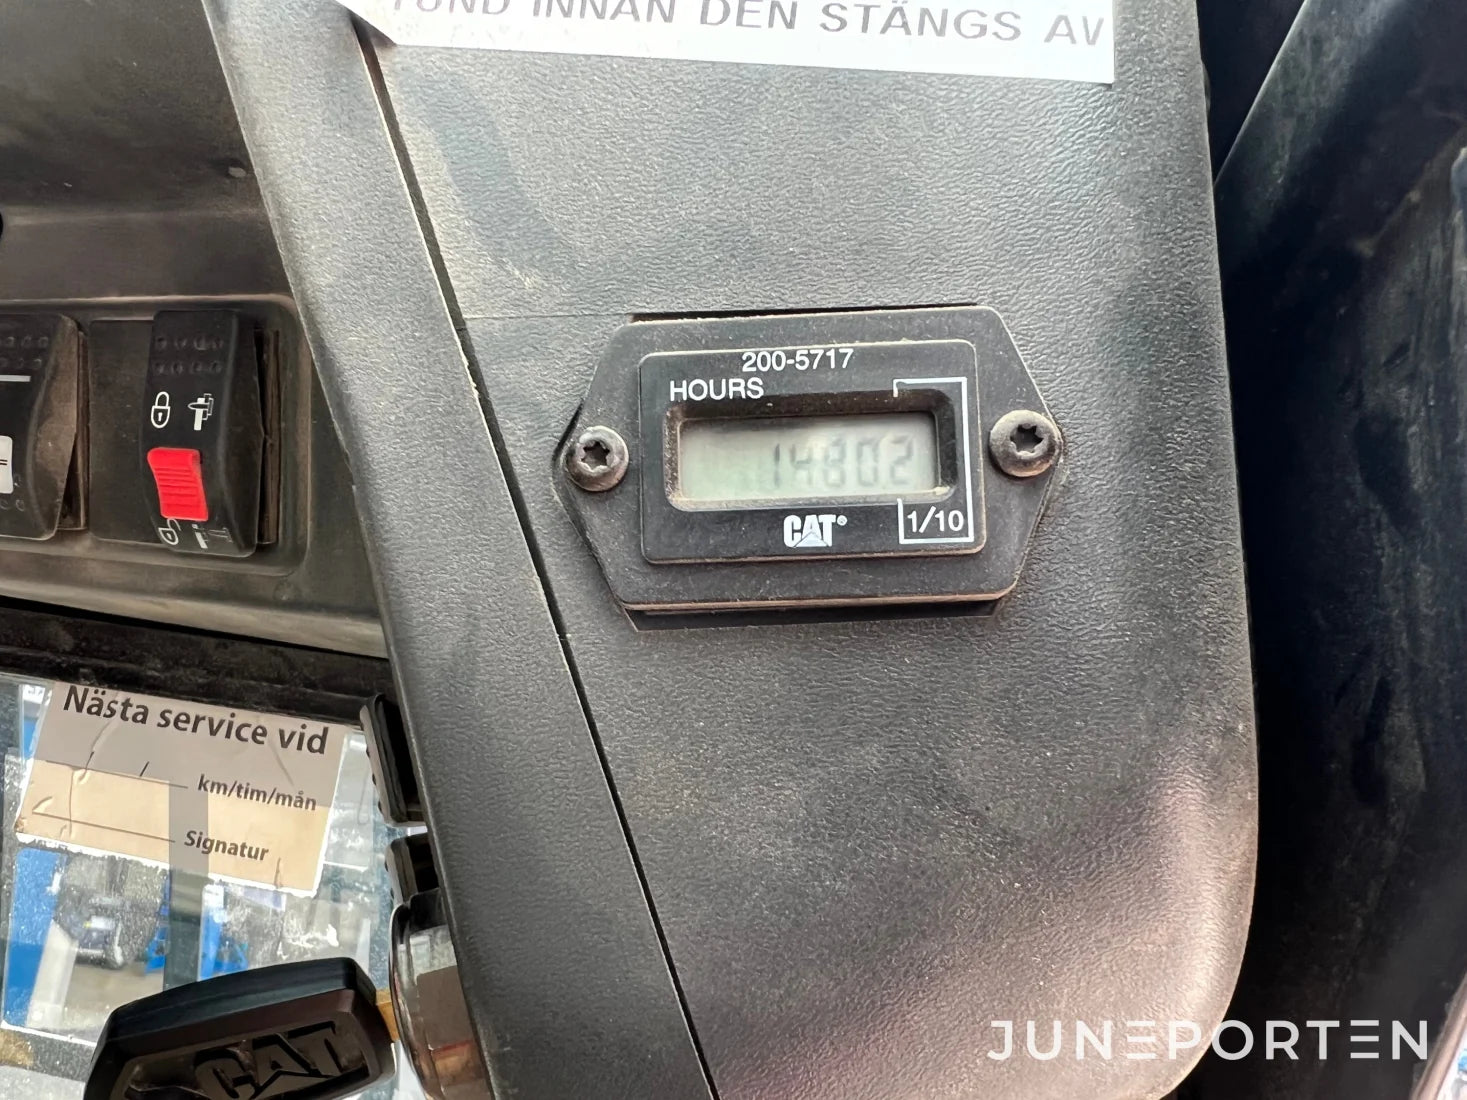 INNAN DEN STÄNGS AV
200-5717
HOURS
14802
CAT®
1/10
Nästa service vid
km/tim/mån
Signatur
CAT
JUNEPORTEN